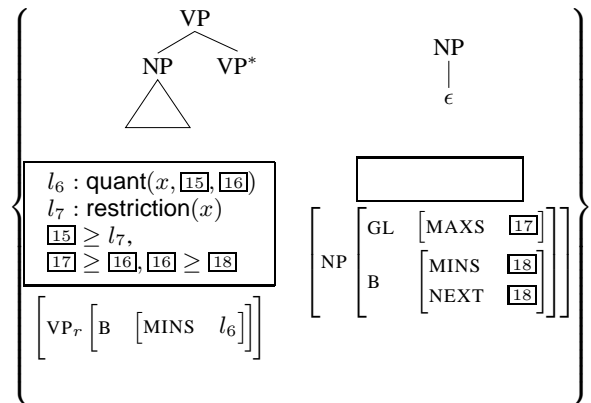 VP
NP VP*
NP
ϵ
l6 : quant(x, 15, 16)
l7 : restriction(x)
15 ≥ l7,
17 ≥ 16, 16 ≥ 18
[VPr [B [MINS l6]]]
[NP [GL [MAXS 17]
B [MINS 18
NEXT 18]]]